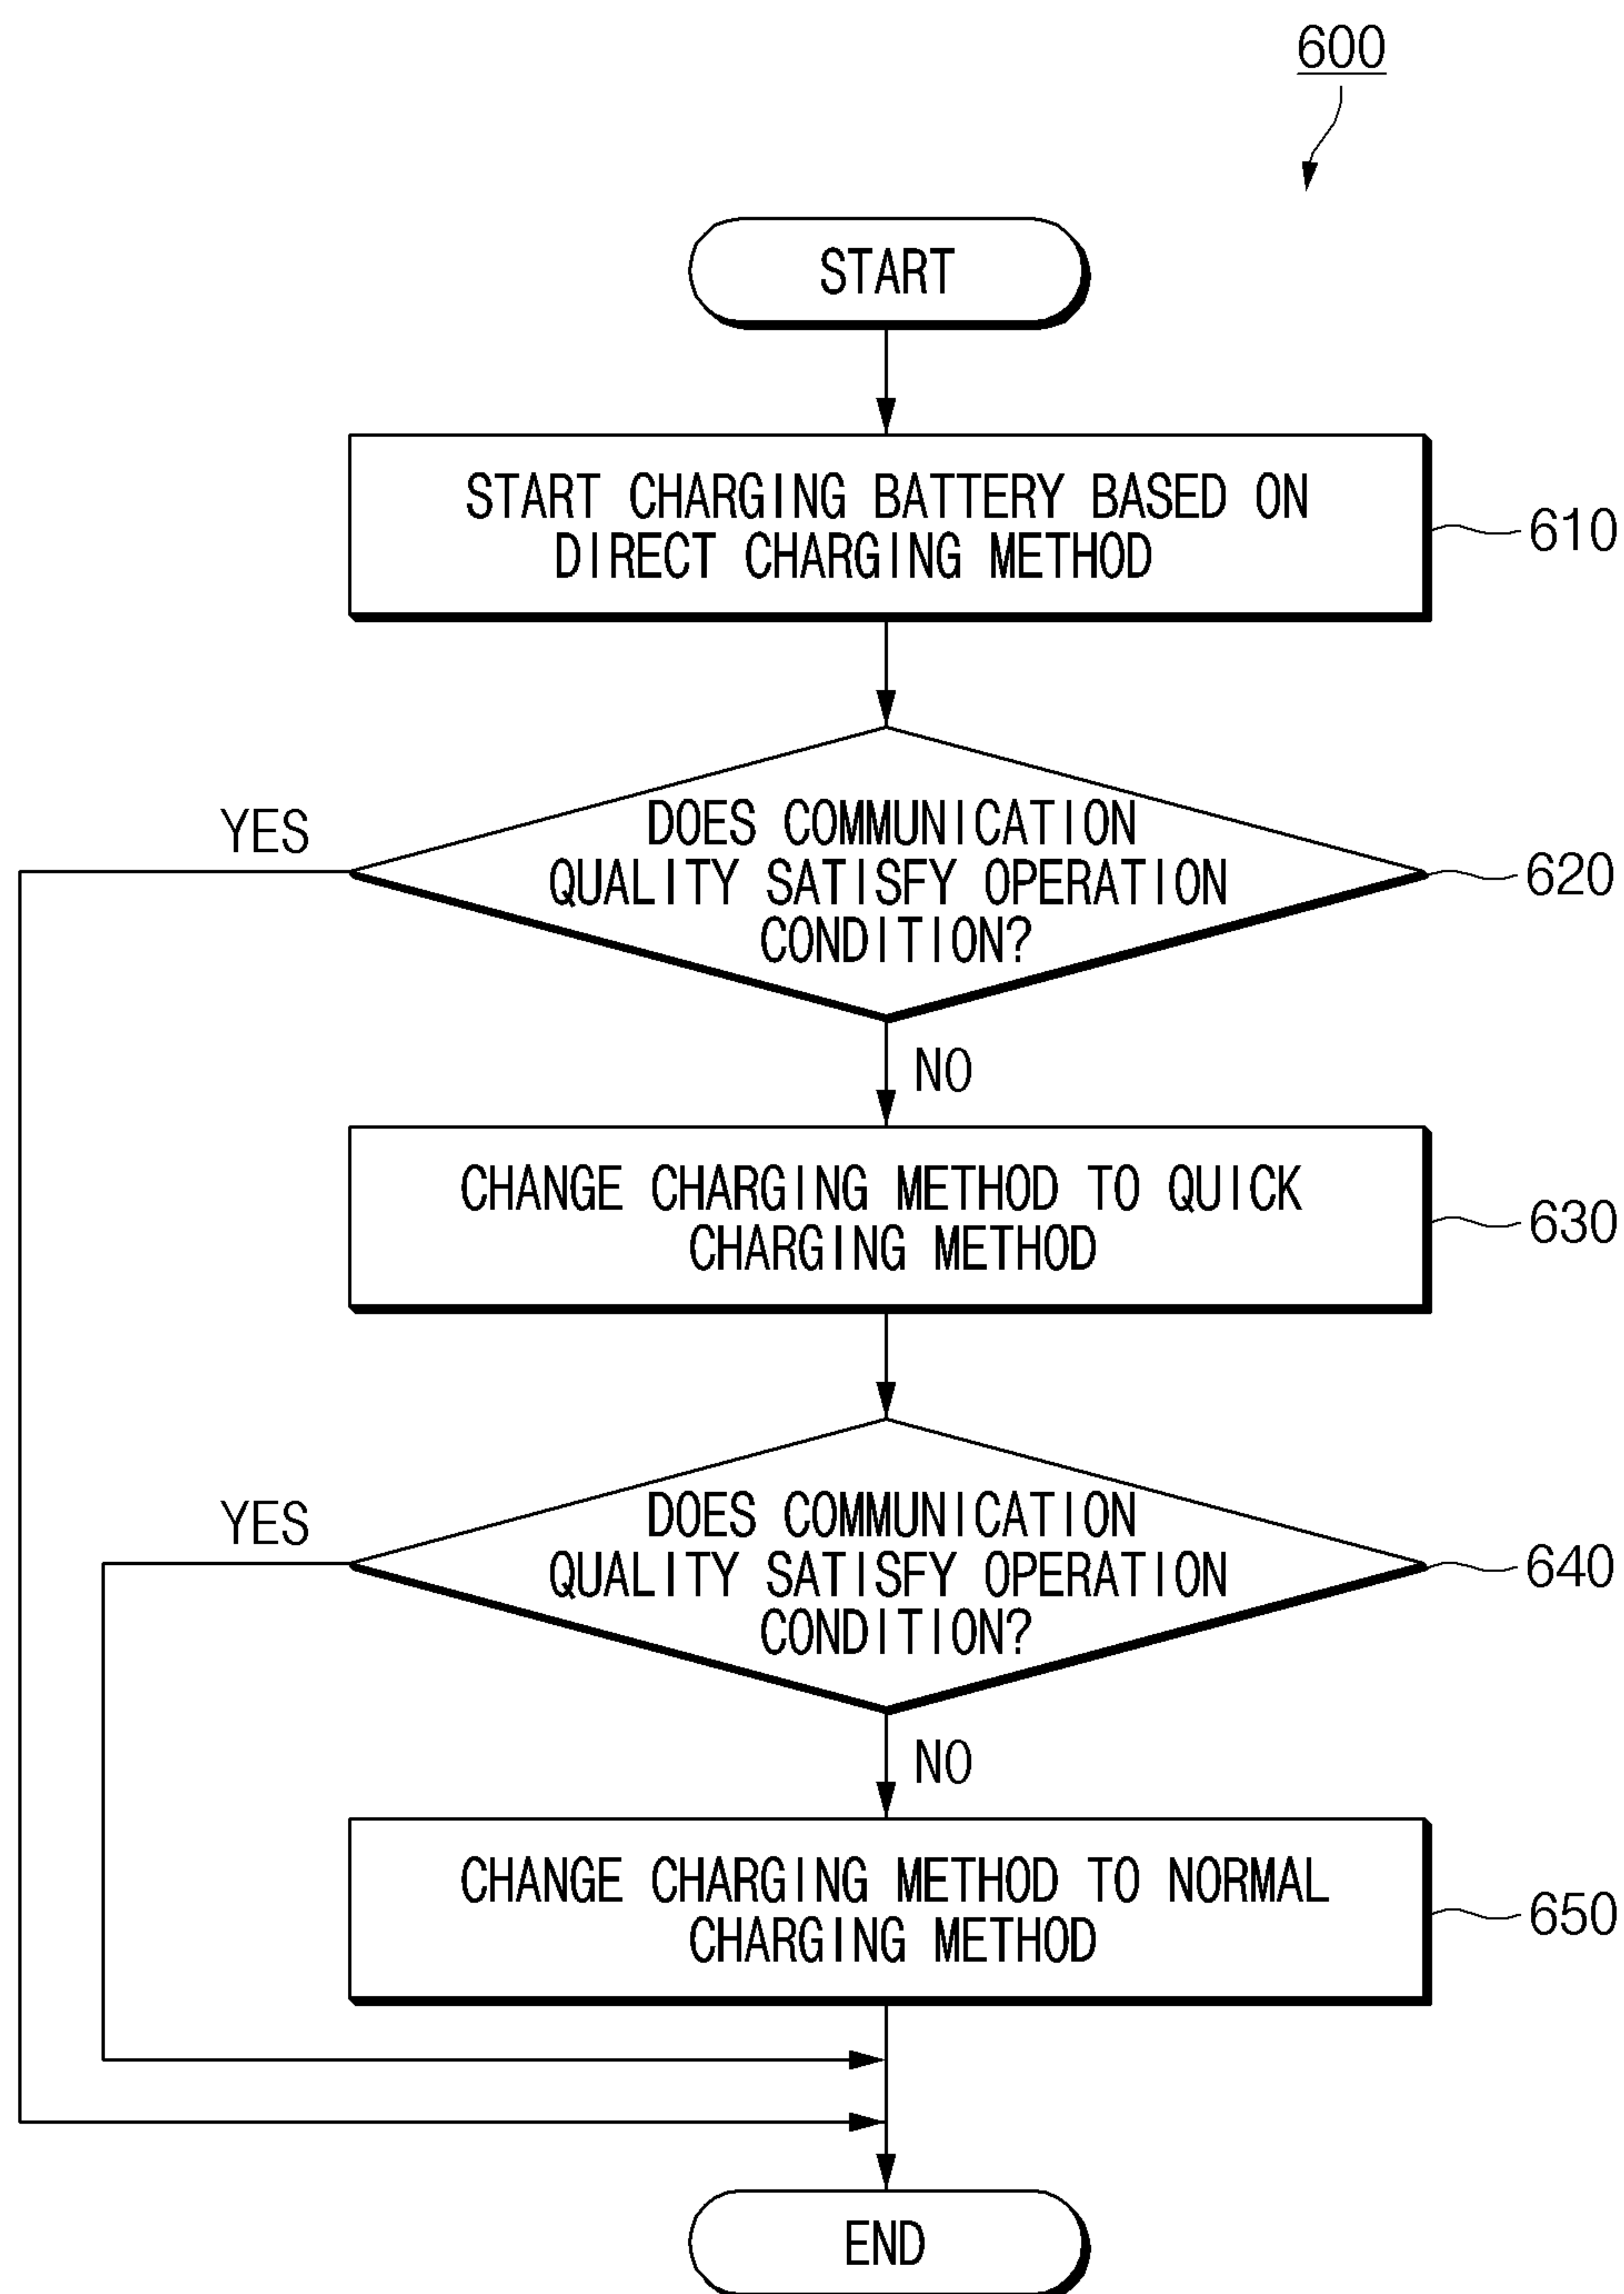 600
START
START CHARGING BATTERY BASED ON
DIRECT CHARGING METHOD
610
YES
DOES COMMUNICATION
QUALITY SATISFY OPERATION
CONDITION?
620
NO
CHANGE CHARGING METHOD TO QUICK
CHARGING METHOD
630
YES
DOES COMMUNICATION
QUALITY SATISFY OPERATION
CONDITION?
640
NO
CHANGE CHARGING METHOD TO NORMAL
CHARGING METHOD
650
END